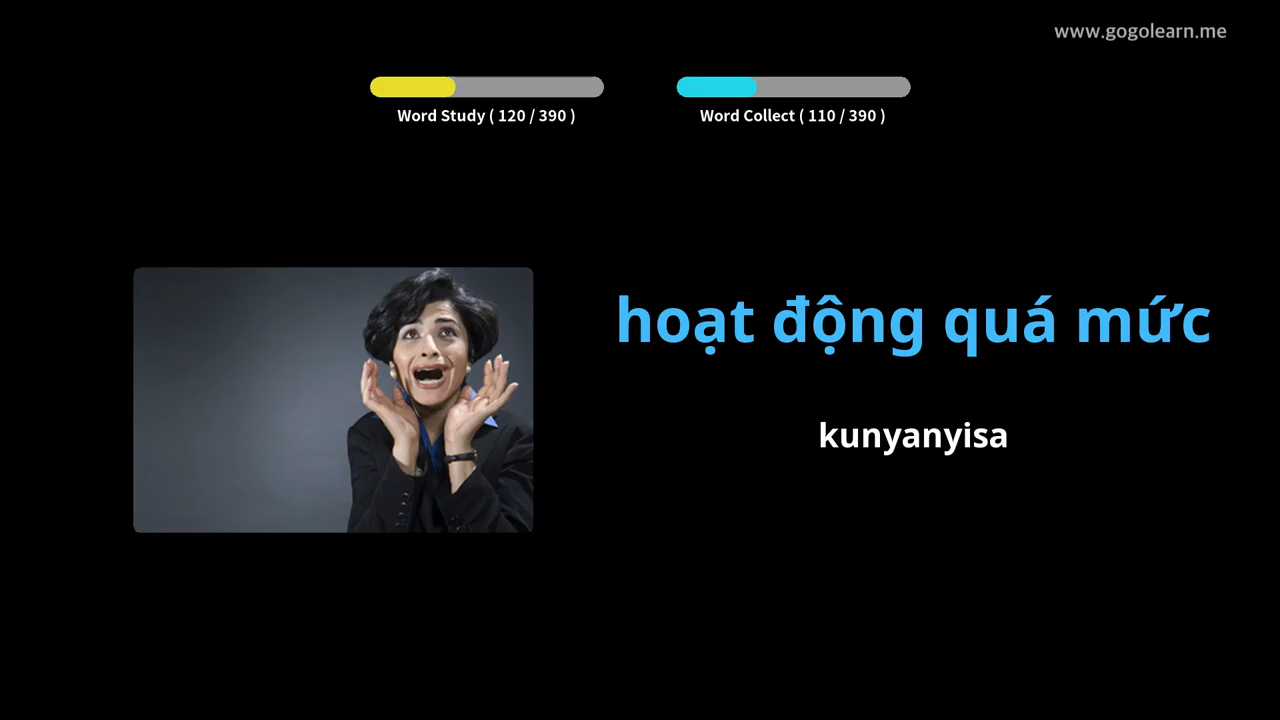 www.gogolearn.me
Word Study ( 120 / 390 )
Word Collect ( 110 / 390 )
hoạt động quá mức
kunyanyisa